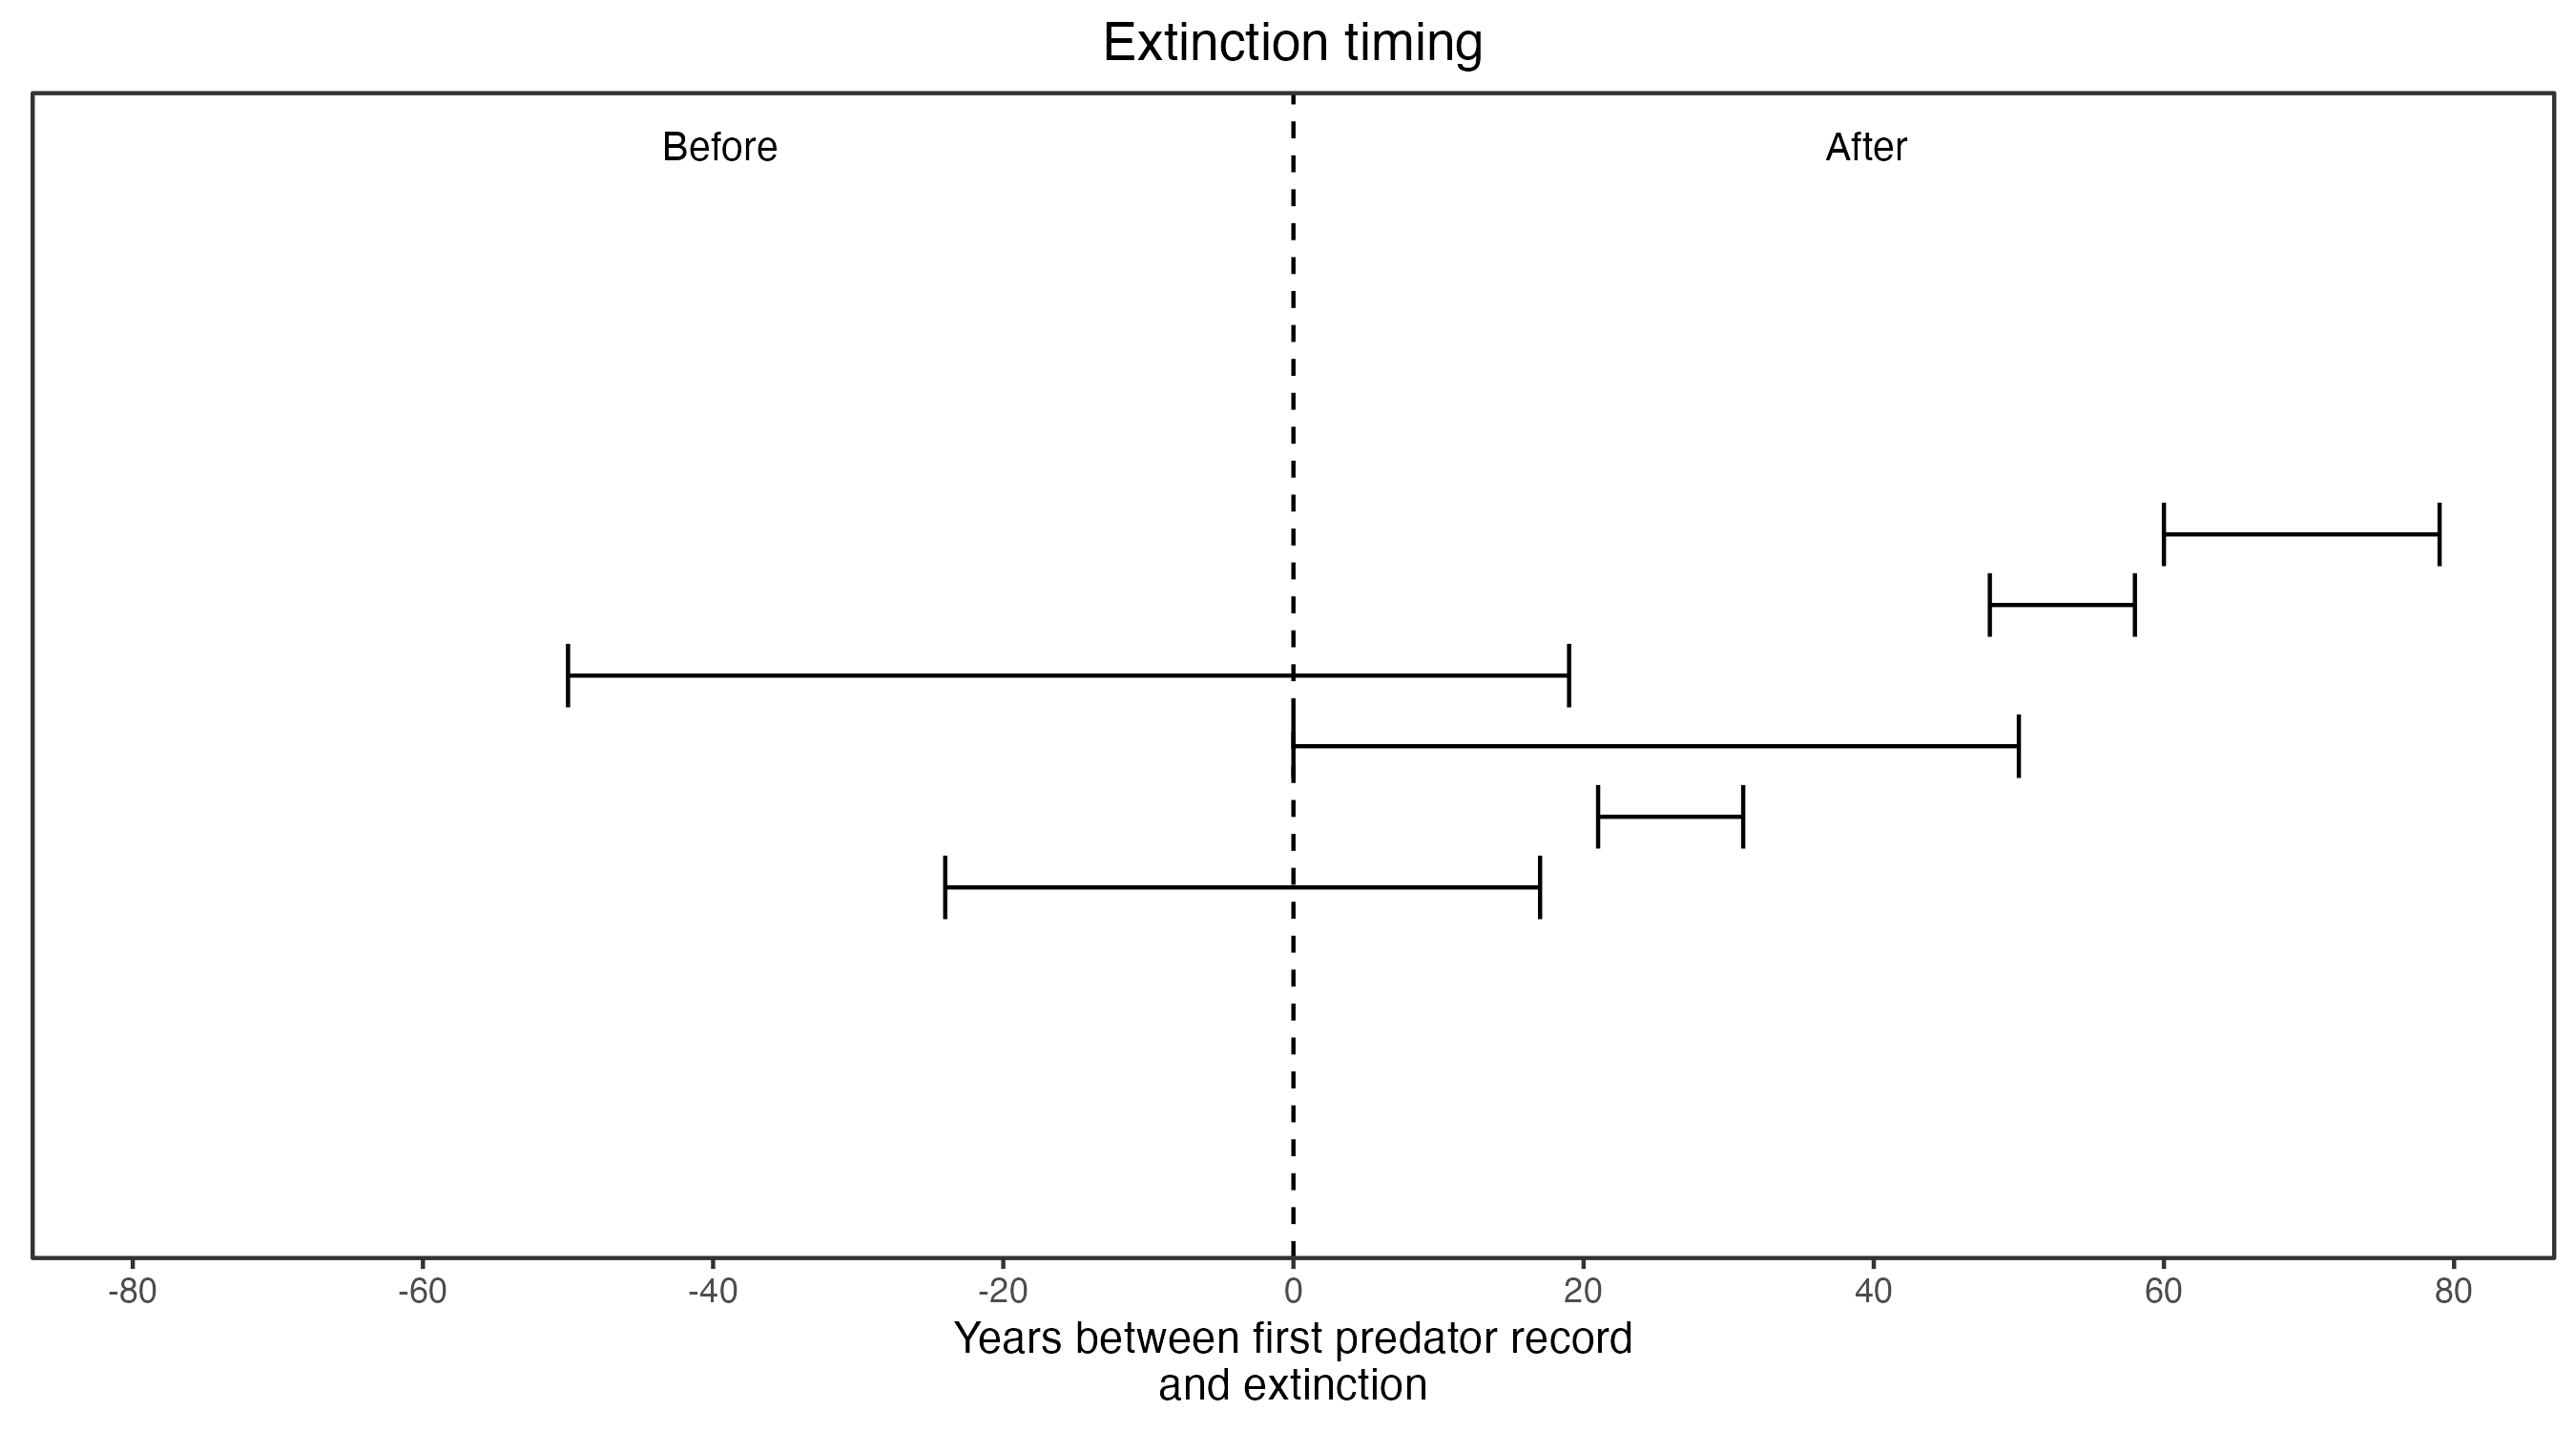 Extinction timing
Before After
-80 -60 -40 -20 0 20 40 60 80
Years between first predator record
and extinction